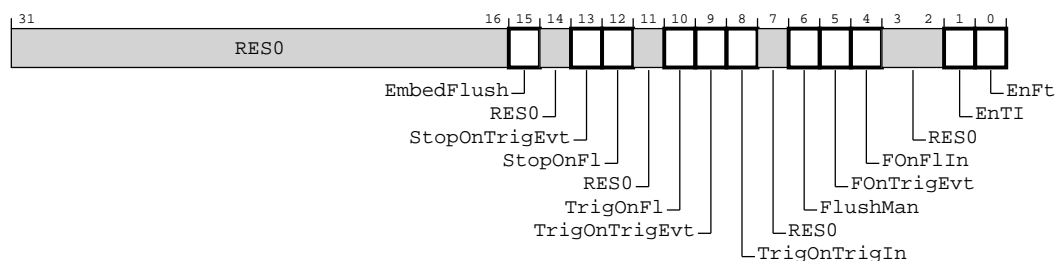 31 16 15 14 13 12 11 10 9 8 7 6 5 4 3 2 1 0
RES0
EmbedFlush EnFt
RES0 EnTI
StopOnTrigEvt RES0
StopOnFl FOnFlIn
RES0 FOnTrigEvt
TrigOnFl FlushMan
TrigOnTrigEvt RES0
TrigOnTrigIn